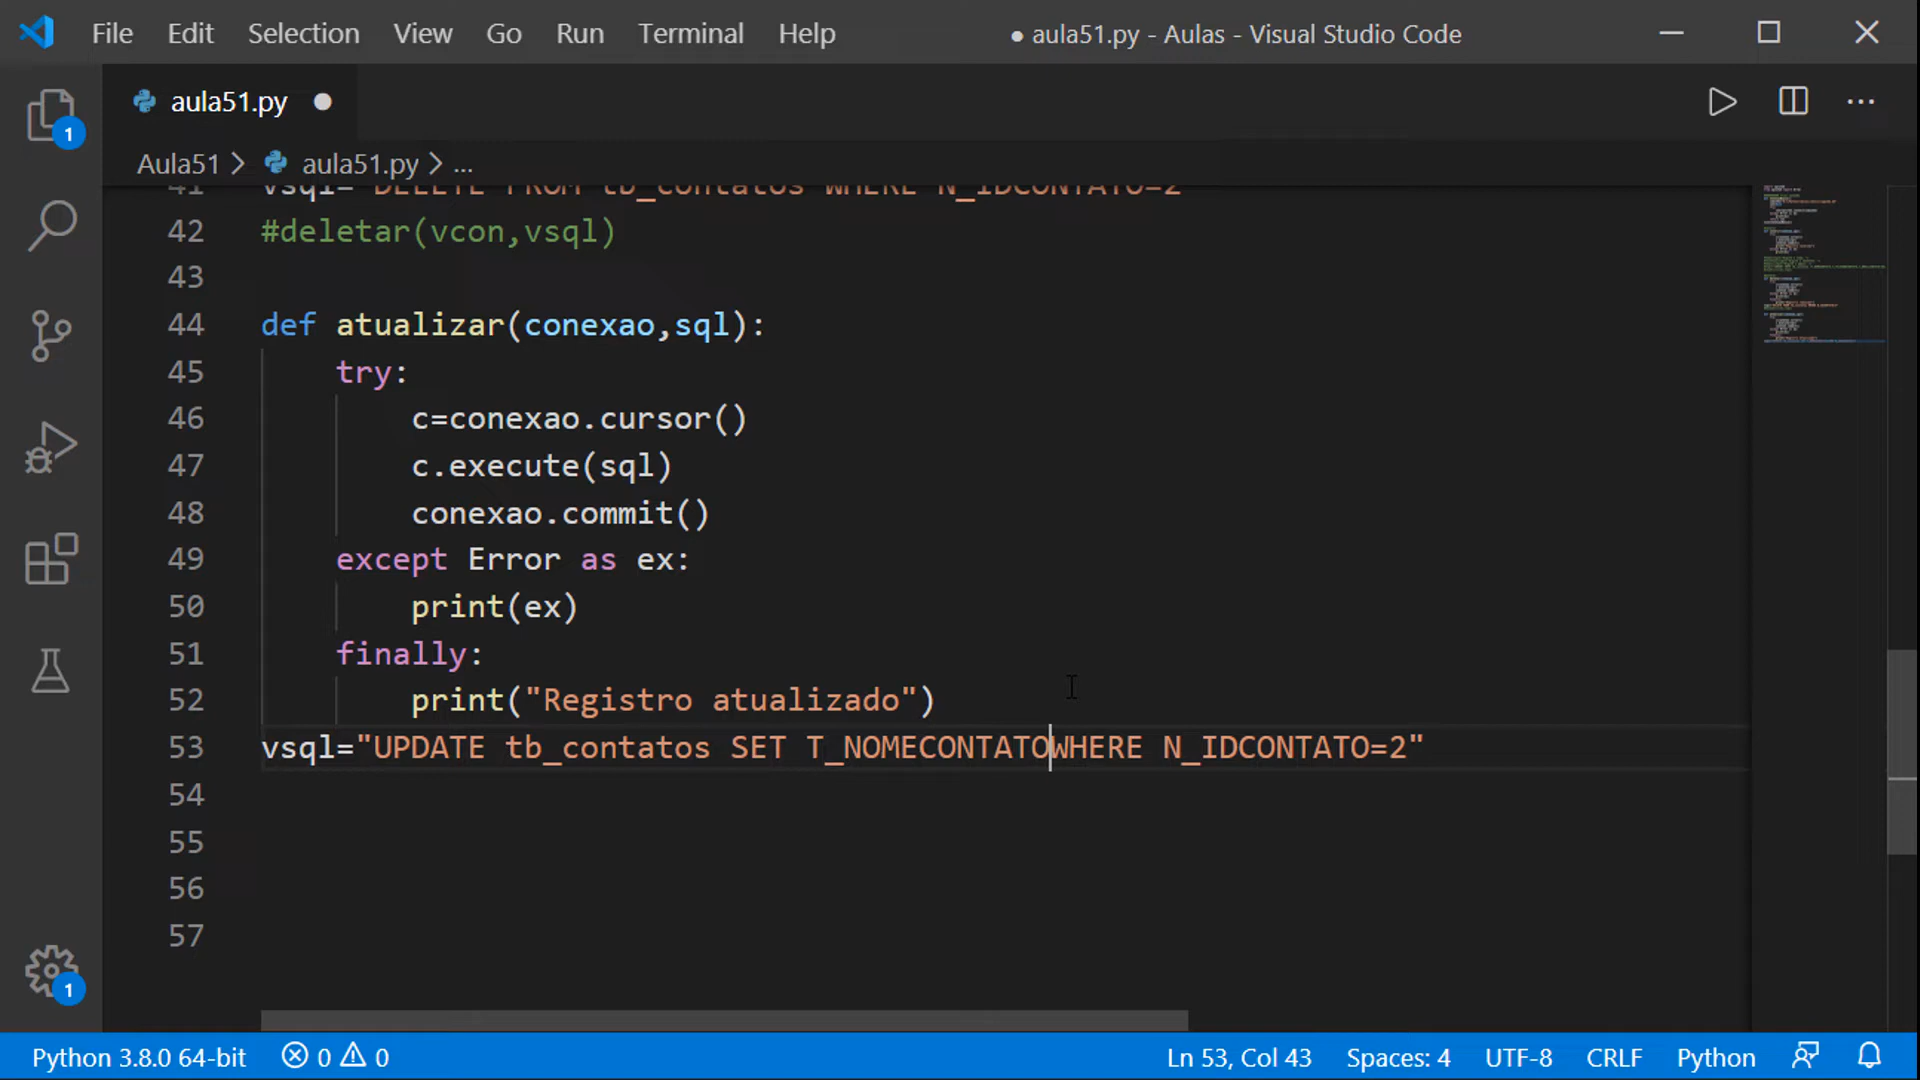 File Edit Selection View Go Run Terminal Help ● aula51.py - Aulas - Visual Studio Code
aula51.py ●
Aula51 > aula51.py > ...
41 vsql="DELETE FROM tb_contatos WHERE N_IDCONTATO=2"
42 #deletar(vcon,vsql)
43
44 def atualizar(conexao,sql):
45 try:
46 c=conexao.cursor()
47 c.execute(sql)
48 conexao.commit()
49 except Error as ex:
50 print(ex)
51 finally:
52 print("Registro atualizado")
53 vsql="UPDATE tb_contatos SET T_NOMECONTATOWHERE N_IDCONTATO=2"
54
55
56
57
1
1
Python 3.8.0 64-bit 0 0 Ln 53, Col 43 Spaces: 4 UTF-8 CRLF Python